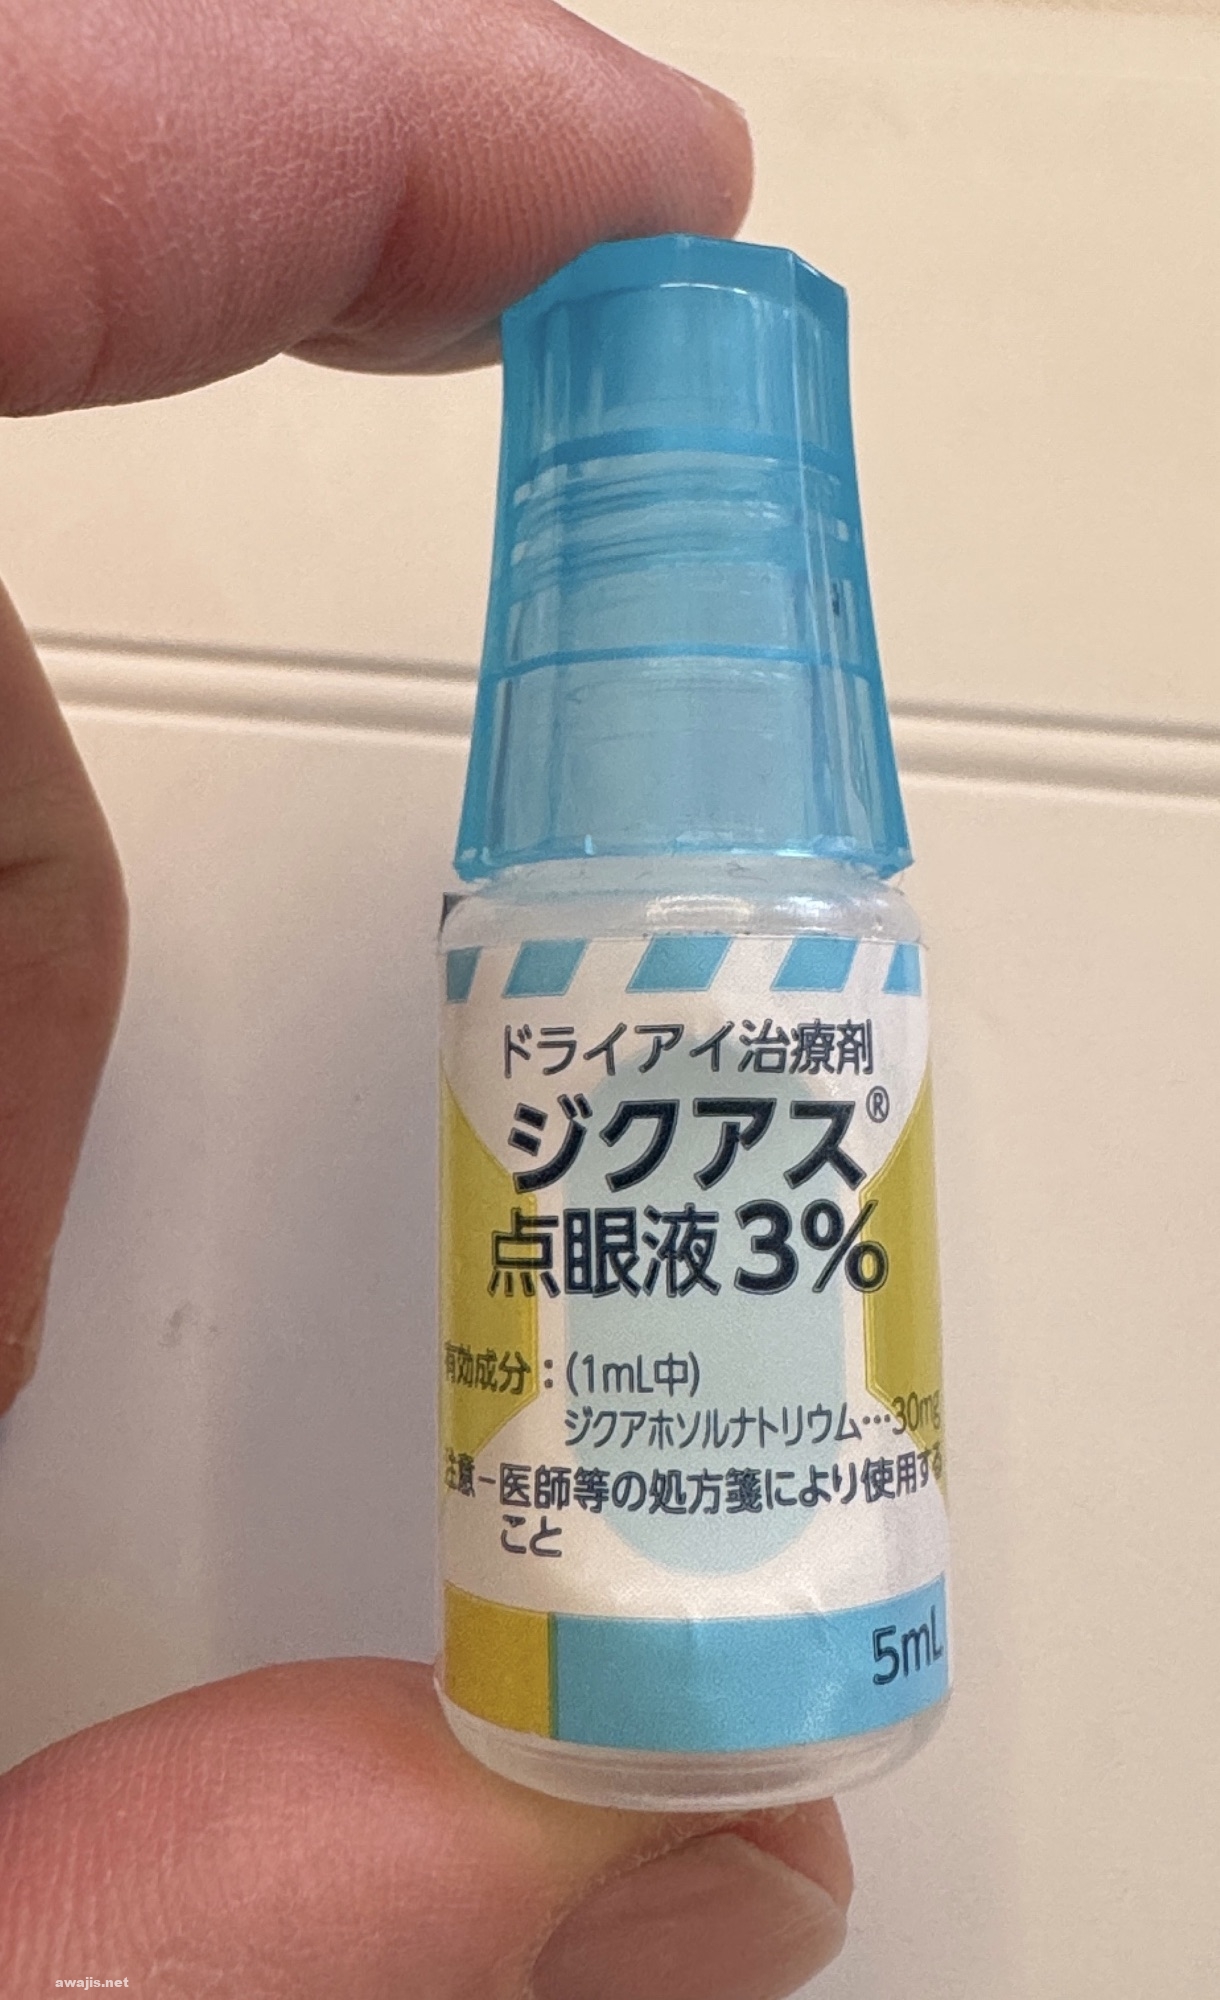 ドライアイ治療剤
ジクアス®
点眼液3%
有効成分：(1mL中)
ジクアホソルナトリウム…30mg
注意－医師等の処方箋により使用する
こと
5mL
awajis.net